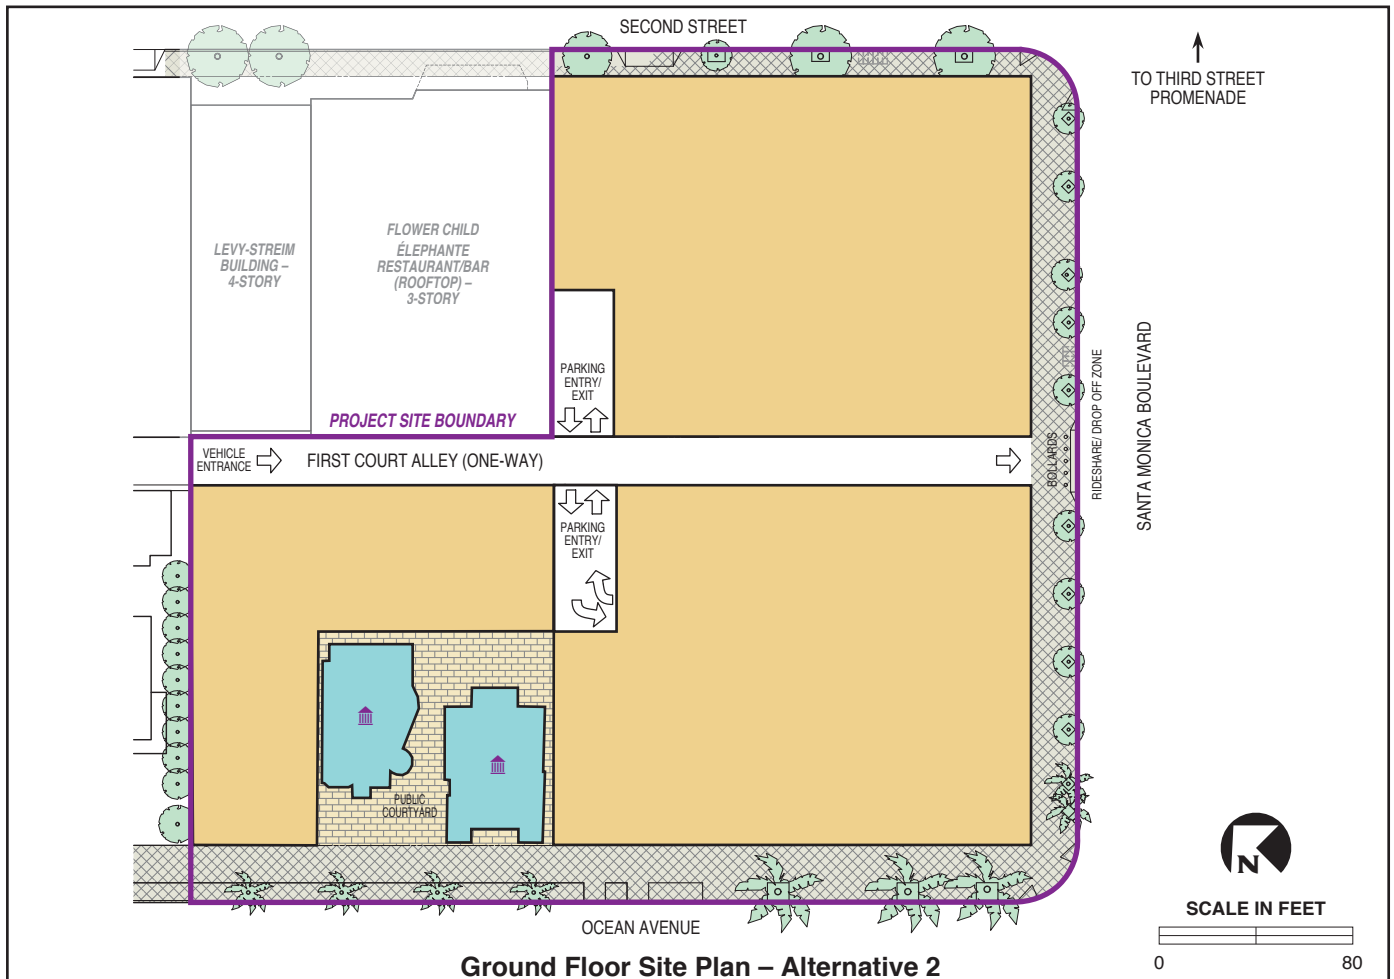 SECOND STREET
TO THIRD STREET
PROMENADE
LEVY-STREIM
BUILDING –
4-STORY
FLOWER CHILD
ÉLEPHANTE
RESTAURANT/BAR
(ROOFTOP) –
3-STORY
PARKING
ENTRY/
EXIT
PROJECT SITE BOUNDARY
VEHICLE
ENTRANCE
FIRST COURT ALLEY (ONE-WAY)
BOLLARDS
RIDESHARE/ DROP OFF ZONE
SANTA MONICA BOULEVARD
PARKING
ENTRY/
EXIT
PUBLIC
COURTYARD
OCEAN AVENUE
N
SCALE IN FEET
0 80
Ground Floor Site Plan – Alternative 2